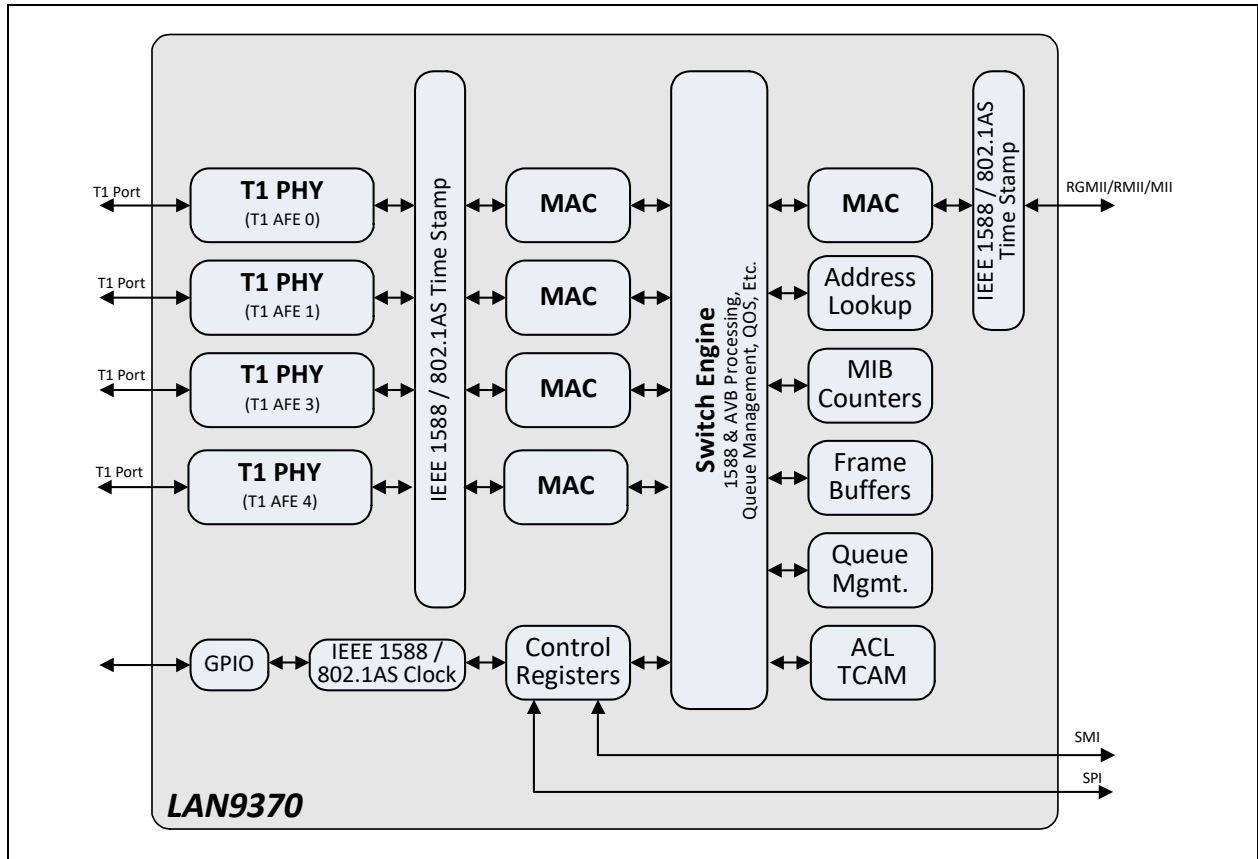 T1 Port
T1 PHY
(T1 AFE 0)
T1 Port
T1 PHY
(T1 AFE 1)
T1 Port
T1 PHY
(T1 AFE 3)
T1 Port
T1 PHY
(T1 AFE 4)
IEEE 1588 / 802.1AS Time Stamp
MAC
MAC
MAC
MAC
Switch Engine
1588 & AVB Processing,
Queue Management, QOS, Etc.
MAC
IEEE 1588 / 802.1AS
Time Stamp
RGMII/RMII/MII
Address
Lookup
MIB
Counters
Frame
Buffers
Queue
Mgmt.
ACL
TCAM
GPIO
IEEE 1588 /
802.1AS Clock
Control
Registers
SMI
SPI
LAN9370